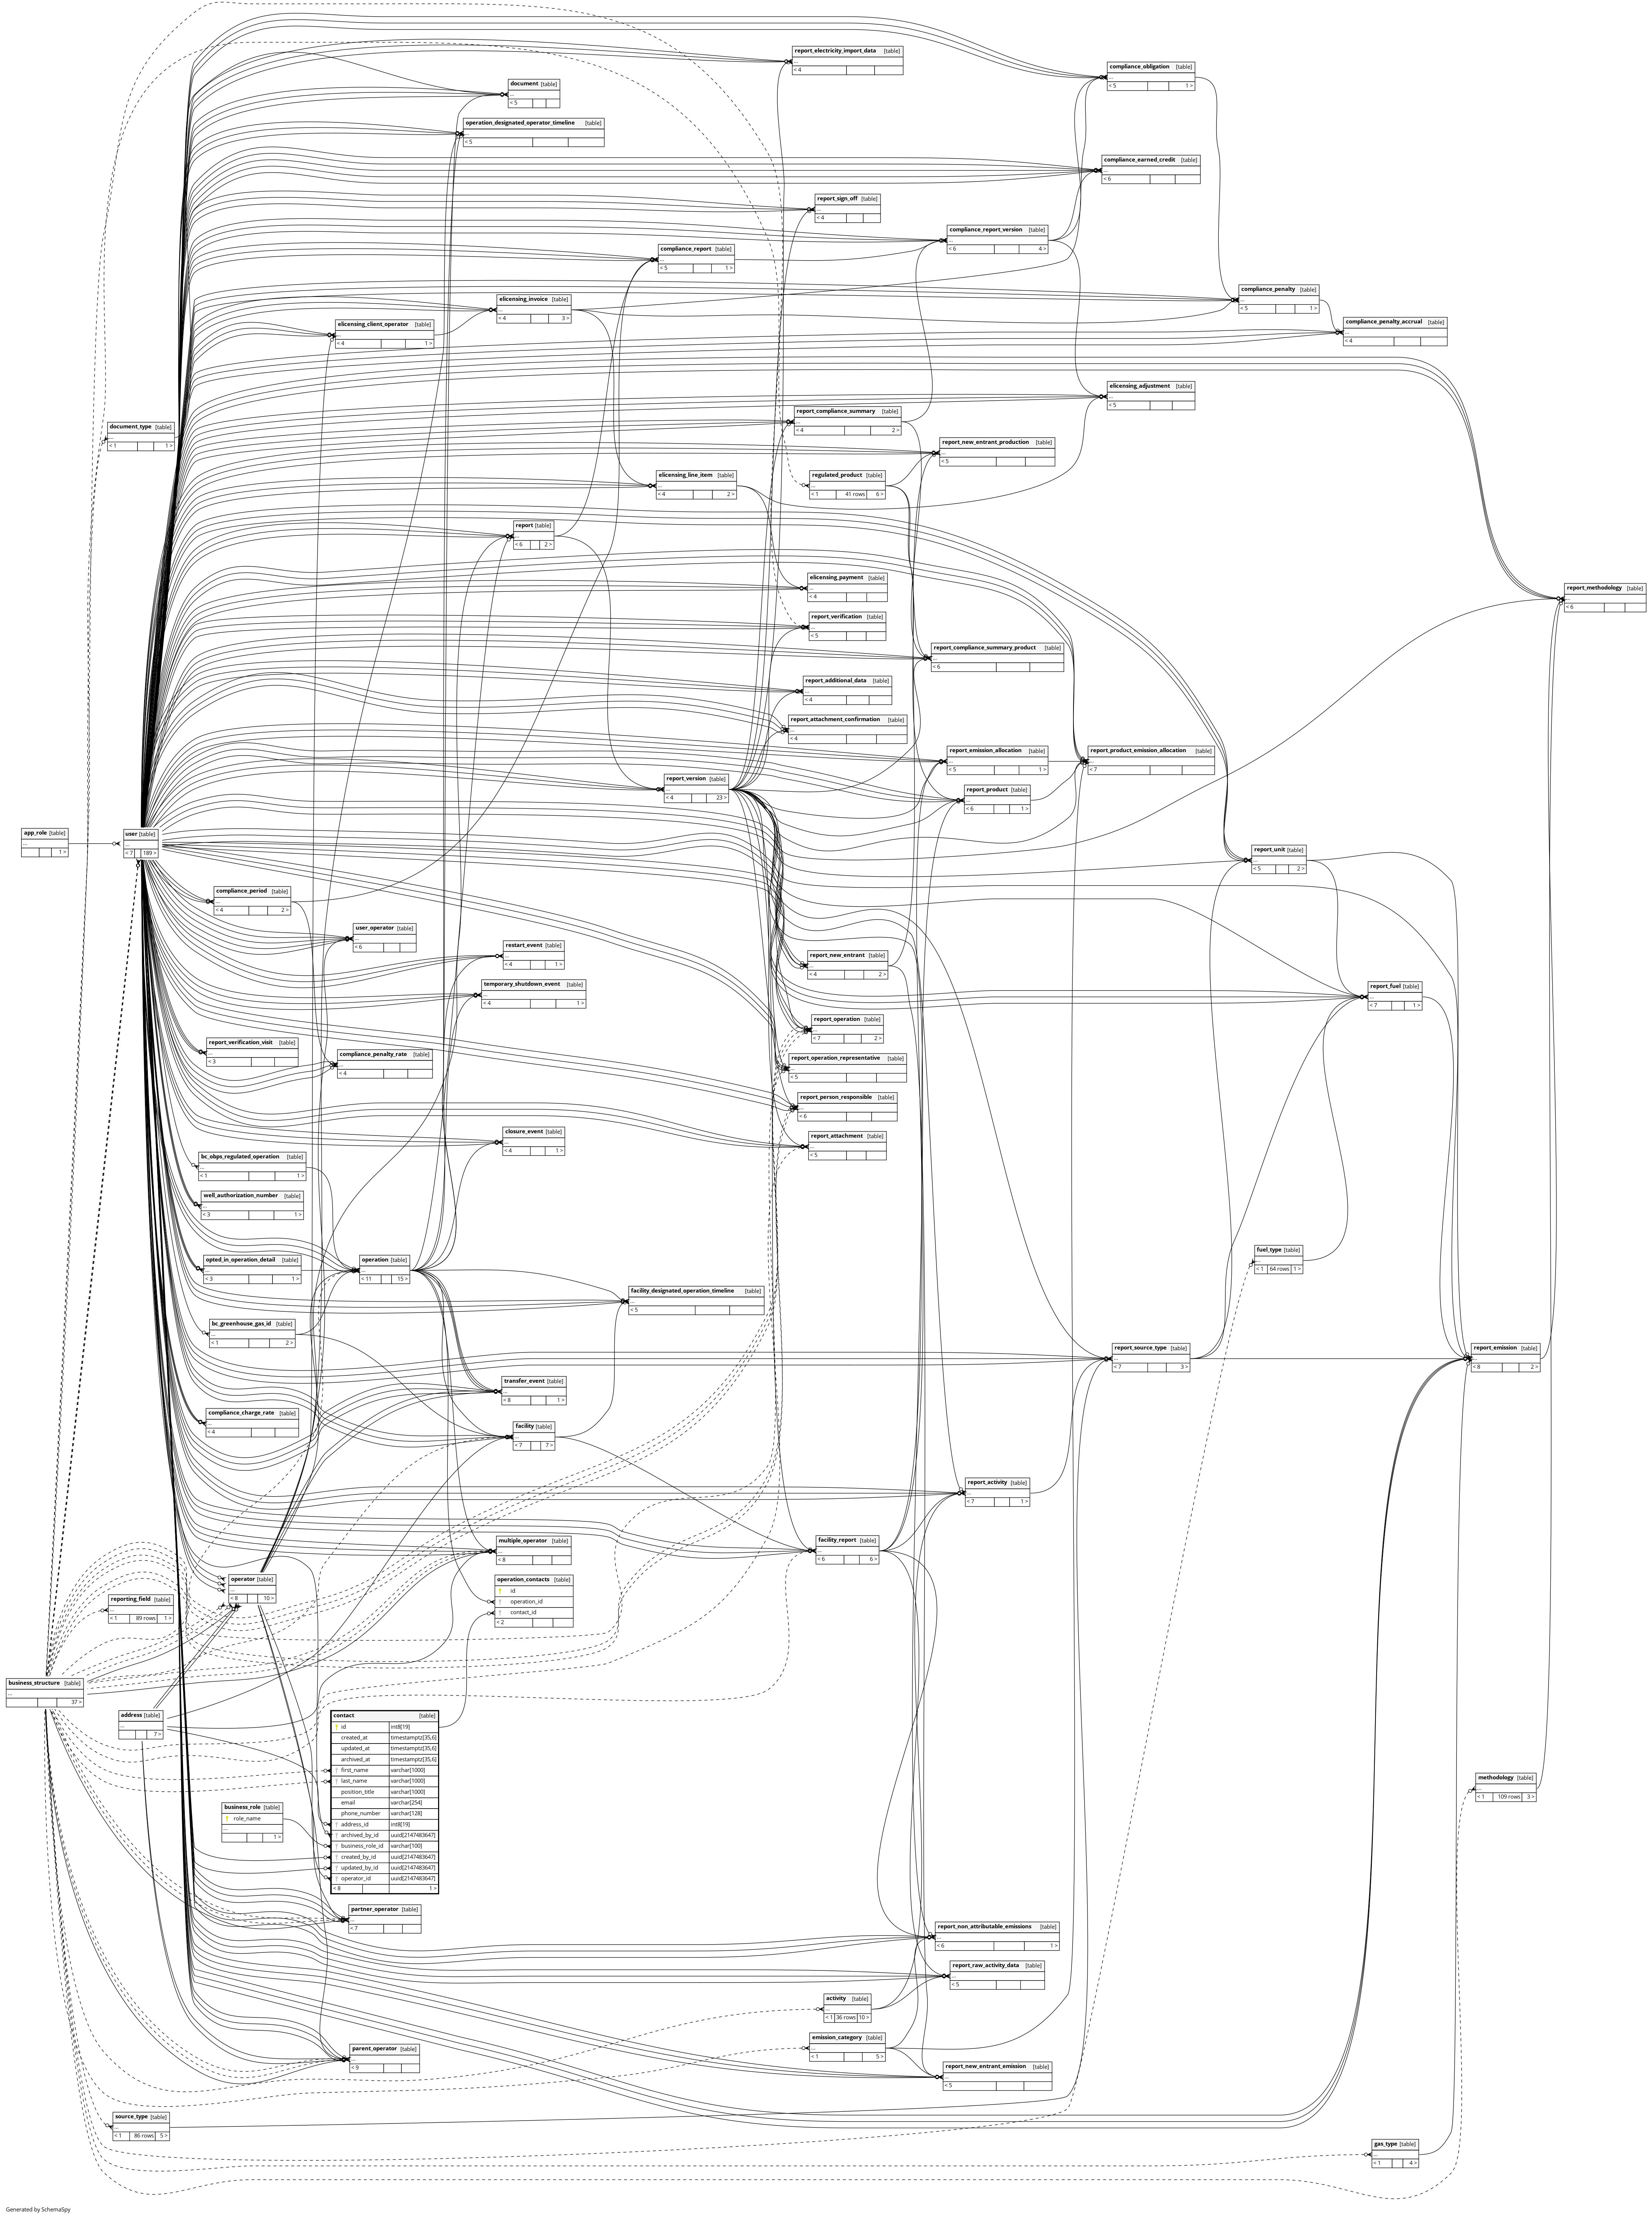 report_electricity_import_data [table]
...
< 4
compliance_obligation [table]
...
< 5 1 >
document [table]
...
< 5
operation_designated_operator_timeline [table]
...
< 5
compliance_earned_credit [table]
...
< 6
report_sign_off [table]
...
< 4
compliance_report_version [table]
...
< 6 4 >
compliance_report [table]
...
< 5 1 >
compliance_penalty [table]
...
< 5 1 >
elicensing_invoice [table]
...
< 4 3 >
compliance_penalty_accrual [table]
...
< 4
elicensing_client_operator [table]
...
< 4 1 >
elicensing_adjustment [table]
...
< 5
report_compliance_summary [table]
...
< 4 2 >
document_type [table]
...
< 1 1 >
report_new_entrant_production [table]
...
< 5
elicensing_line_item [table]
...
< 4 2 >
regulated_product [table]
...
< 1 41 rows 6 >
report [table]
...
< 6 2 >
elicensing_payment [table]
...
< 4
report_methodology [table]
...
< 6
report_verification [table]
...
< 5
report_compliance_summary_product [table]
...
< 6
report_additional_data [table]
...
< 4
report_attachment_confirmation [table]
...
< 4
report_emission_allocation [table]
...
< 5 1 >
report_product_emission_allocation [table]
...
< 7
report_version [table]
...
< 4 23 >
report_product [table]
...
< 6 1 >
app_role [table]
...
1 >
user [table]
...
< 7 189 >
report_unit [table]
...
< 5 2 >
compliance_period [table]
...
< 4 2 >
user_operator [table]
...
< 6
restart_event [table]
...
< 4 1 >
report_new_entrant [table]
...
< 4 2 >
temporary_shutdown_event [table]
...
< 4 1 >
report_fuel [table]
...
< 7 1 >
report_operation [table]
...
< 7 2 >
report_verification_visit [table]
...
< 3
compliance_penalty_rate [table]
...
< 4
report_operation_representative [table]
...
< 5
report_person_responsible [table]
...
< 6
closure_event [table]
...
< 4 1 >
report_attachment [table]
...
< 5
bc_obps_regulated_operation [table]
...
< 1 1 >
well_authorization_number [table]
...
< 3 1 >
fuel_type [table]
...
< 1 64 rows 1 >
opted_in_operation_detail [table]
...
< 3 1 >
operation [table]
...
< 11 15 >
facility_designated_operation_timeline [table]
...
< 5
bc_greenhouse_gas_id [table]
...
< 1 2 >
report_source_type [table]
...
< 7 3 >
report_emission [table]
...
< 8 2 >
transfer_event [table]
...
< 8 1 >
compliance_charge_rate [table]
...
< 4
facility [table]
...
< 7 7 >
report_activity [table]
...
< 7 1 >
multiple_operator [table]
...
< 8
facility_report [table]
...
< 6 6 >
operator [table]
...
< 8 10 >
operation_contacts [table]
id
operation_id
contact_id
< 2
reporting_field [table]
...
< 1 89 rows 1 >
business_structure [table]
...
37 >
address [table]
...
7 >
contact [table]
id int8[19]
created_at timestamptz[35,6]
updated_at timestamptz[35,6]
archived_at timestamptz[35,6]
first_name varchar[1000]
last_name varchar[1000]
position_title varchar[1000]
email varchar[254]
phone_number varchar[128]
address_id int8[19]
archived_by_id uuid[2147483647]
business_role_id varchar[100]
created_by_id uuid[2147483647]
updated_by_id uuid[2147483647]
operator_id uuid[2147483647]
< 8 1 >
methodology [table]
...
< 1 109 rows 3 >
business_role [table]
role_name
...
1 >
partner_operator [table]
...
< 7
report_non_attributable_emissions [table]
...
< 6 1 >
report_raw_activity_data [table]
...
< 5
activity [table]
...
< 1 36 rows 10 >
emission_category [table]
...
< 1 5 >
parent_operator [table]
...
< 9
report_new_entrant_emission [table]
...
< 5
source_type [table]
...
< 1 86 rows 5 >
gas_type [table]
...
< 1 4 >
Generated by SchemaSpy